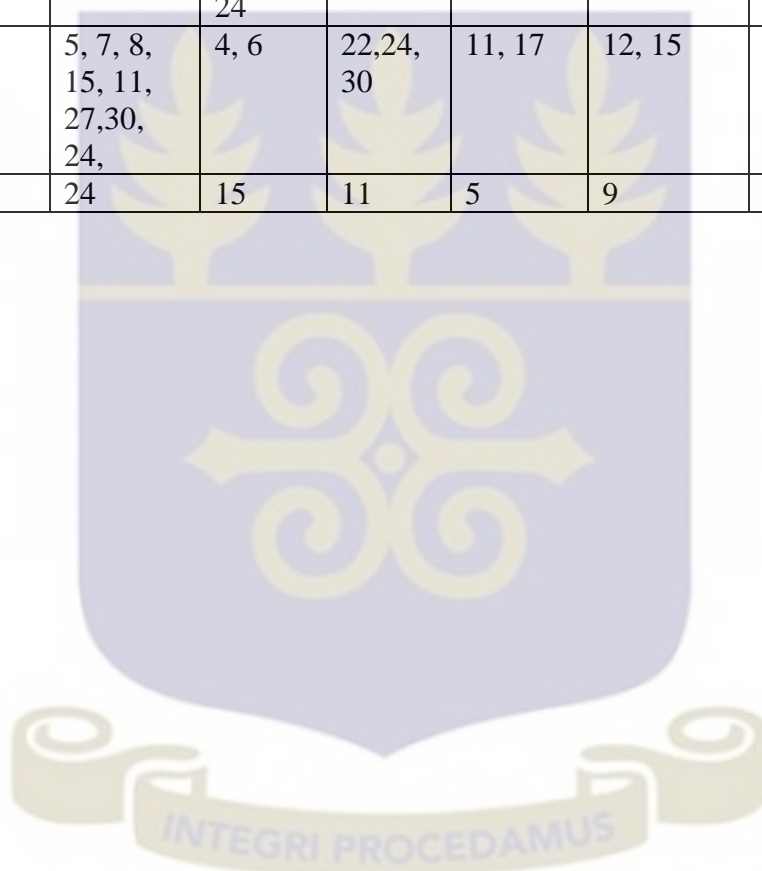 24
5, 7, 8, 4, 6 22,24, 11, 17 12, 15
15, 11, 30
27,30,
24,
24 15 11 5 9
INTEGRI PROCEDAMUS